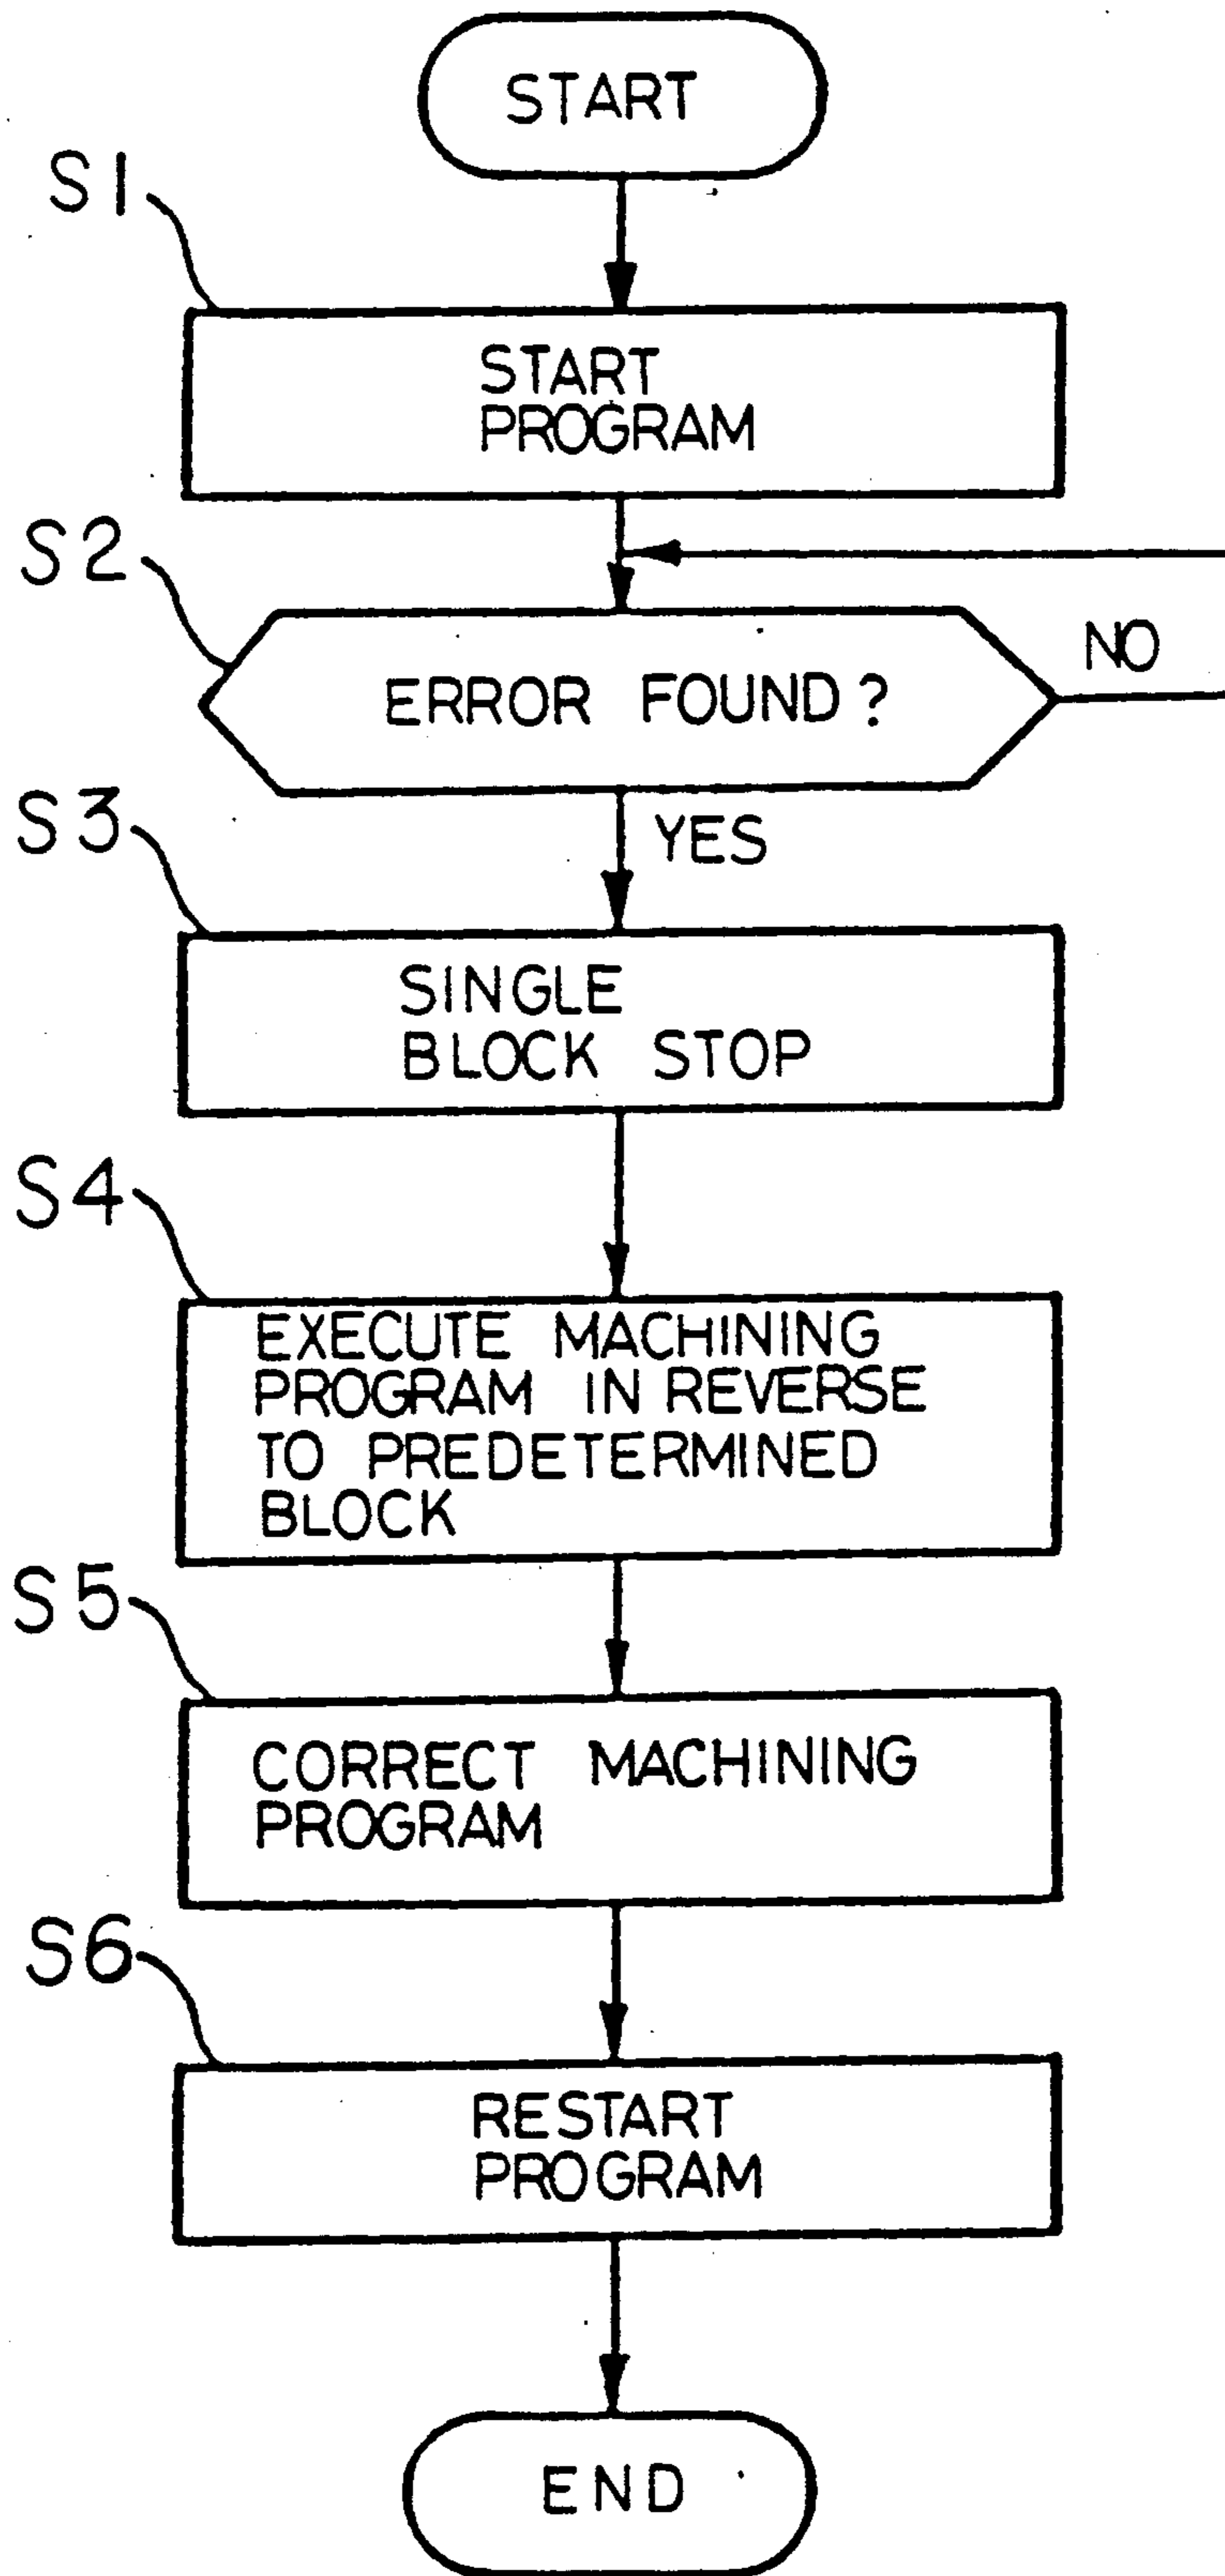 START
S1
START
PROGRAM
S2
ERROR FOUND?
NO
YES
S3
SINGLE
BLOCK STOP
S4
EXECUTE MACHINING
PROGRAM IN REVERSE
TO PREDETERMINED
BLOCK
S5
CORRECT MACHINING
PROGRAM
S6
RESTART
PROGRAM
END